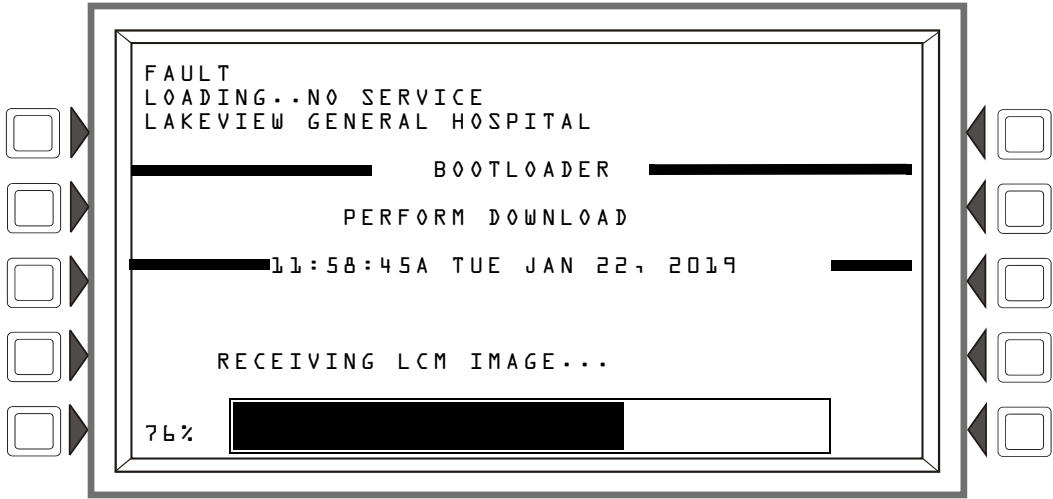 FAULT
LOADING..NO SERVICE
LAKEVIEW GENERAL HOSPITAL
BOOTLOADER
PERFORM DOWNLOAD
11:58:45A TUE JAN 22, 2019
RECEIVING LCM IMAGE...
76%